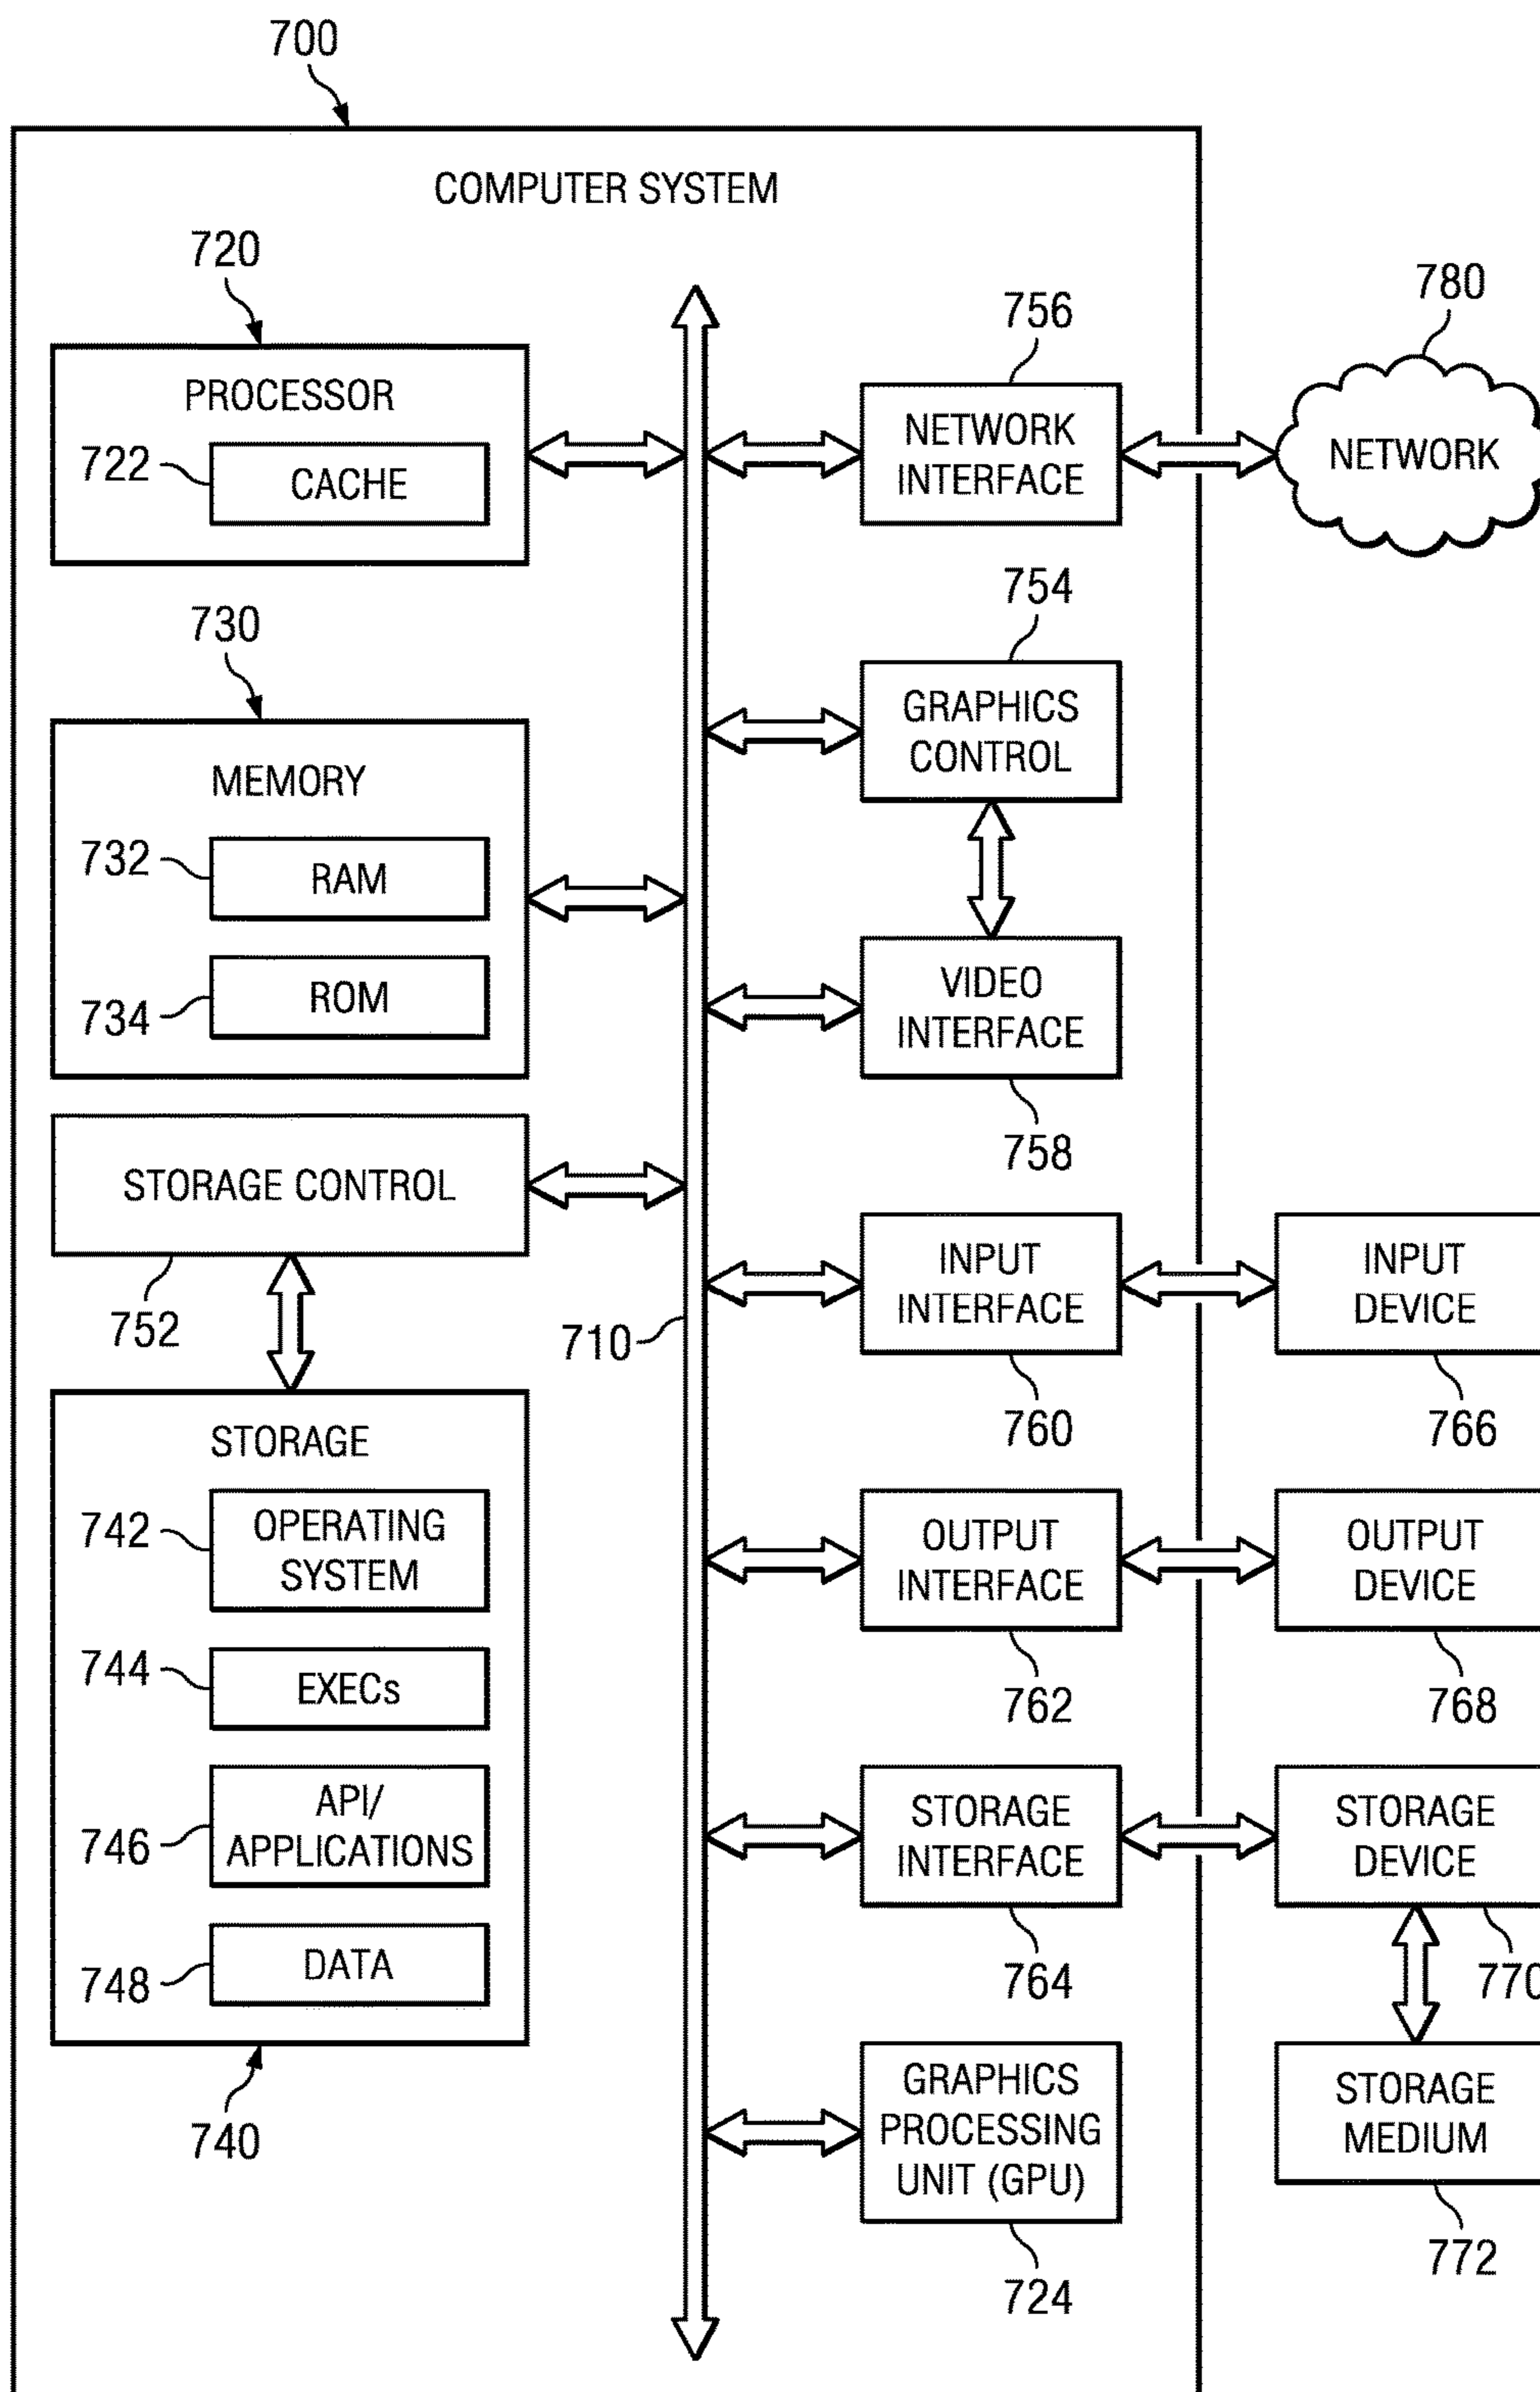 700
COMPUTER SYSTEM
720
PROCESSOR
722
CACHE
730
MEMORY
732
RAM
734
ROM
STORAGE CONTROL
752
STORAGE
742
OPERATING
SYSTEM
744
EXECs
746
API/
APPLICATIONS
748
DATA
740
710
756
NETWORK
INTERFACE
780
NETWORK
754
GRAPHICS
CONTROL
VIDEO
INTERFACE
758
INPUT
INTERFACE
760
INPUT
DEVICE
766
OUTPUT
INTERFACE
762
OUTPUT
DEVICE
768
STORAGE
INTERFACE
764
STORAGE
DEVICE
770
GRAPHICS
PROCESSING
UNIT (GPU)
724
STORAGE
MEDIUM
772